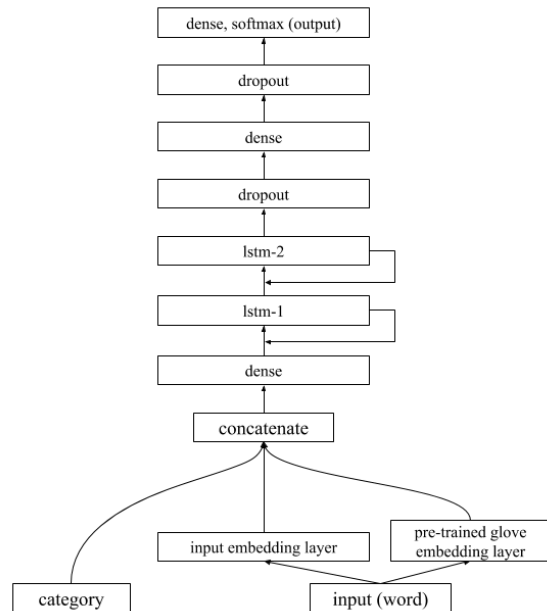 dense, softmax (output)
dropout
dense
dropout
lstm-2
lstm-1
dense
concatenate
input embedding layer
pre-trained glove
embedding layer
category
input (word)